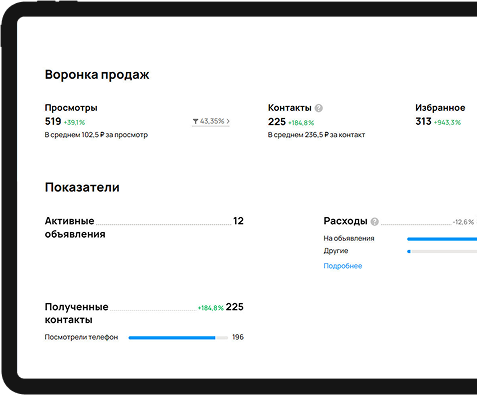 Воронка продаж
Просмотры
519 +39,1%
43,35% >
В среднем 102,5 ₽ за просмотр
Контакты ?
225 +184,8%
В среднем 236,5 ₽ за контакт
Избранное
313 +943,3%
Показатели
Активные объявления 12
Расходы ? -12,6%
На объявления
Другие
Подробнее
Полученные контакты +184,8% 225
Посмотрели телефон 196